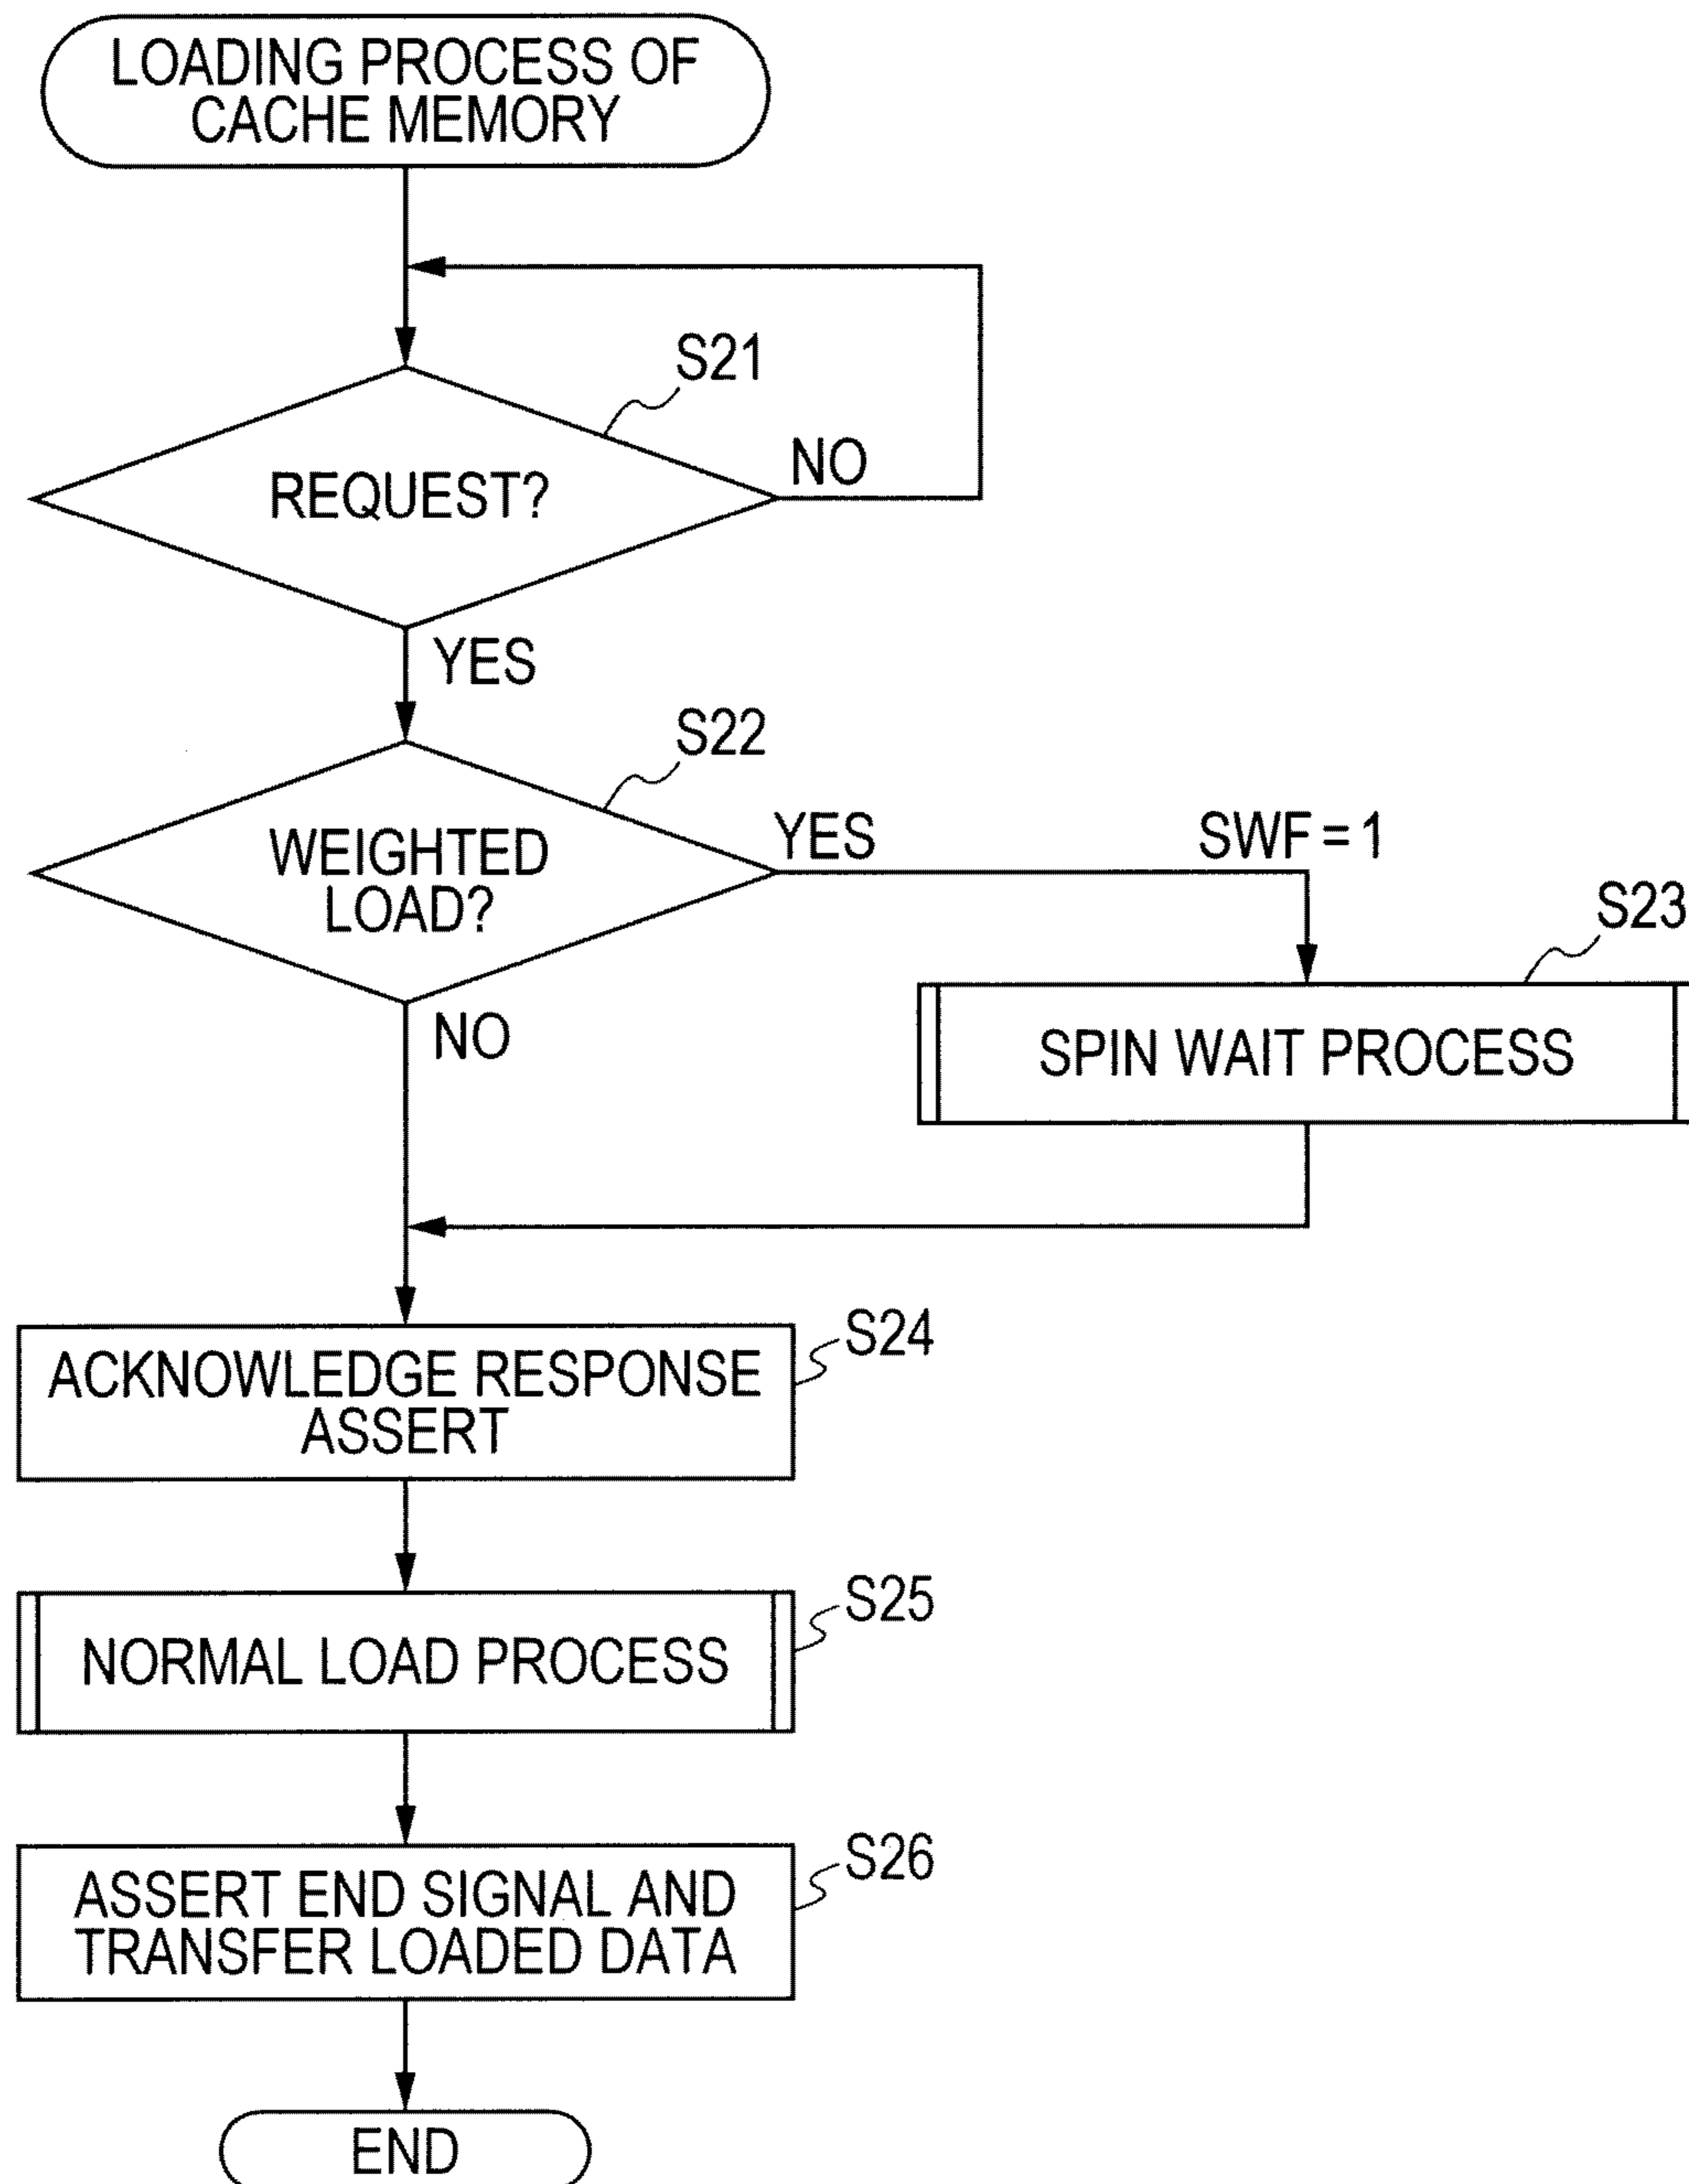 LOADING PROCESS OF
CACHE MEMORY
S21
REQUEST?
NO
YES
S22
WEIGHTED
LOAD?
YES
SWF = 1
S23
SPIN WAIT PROCESS
NO
S24
ACKNOWLEDGE RESPONSE
ASSERT
S25
NORMAL LOAD PROCESS
S26
ASSERT END SIGNAL AND
TRANSFER LOADED DATA
END